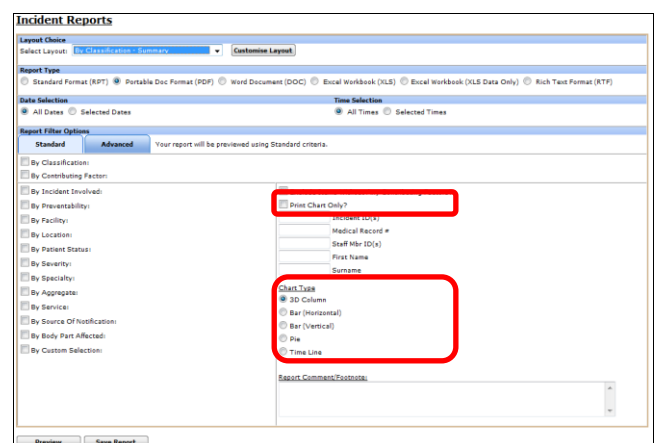 Incident Reports
Layout Choice
Select Layout: By Classification - Summary Customise Layout
Report Type
Standard Format (RPT) Portable Doc Format (PDF) Word Document (DOC) Excel Workbook (XLS) Excel Workbook (XLS Data Only) Rich Text Format (RTF)
Date Selection Time Selection
All Dates Selected Dates All Times Selected Times
Report Filter Options
Standard Advanced Your report will be previewed using Standard criteria.
By Classification:
By Contributing Factor:
By Incident Involved:
By Preventability: Print Chart Only?
By Facility: Incident ID(s)
By Location: Medical Record #
By Patient Status: Staff Mbr ID(s)
By Severity: First Name
By Specialty: Surname
By Aggregate: Chart Type
By Service: 3D Column
By Source Of Notification: Bar (Horizontal)
By Body Part Affected: Bar (Vertical)
By Custom Selection: Pie
Time Line
Report Comment/Footnote:
Preview Save Report